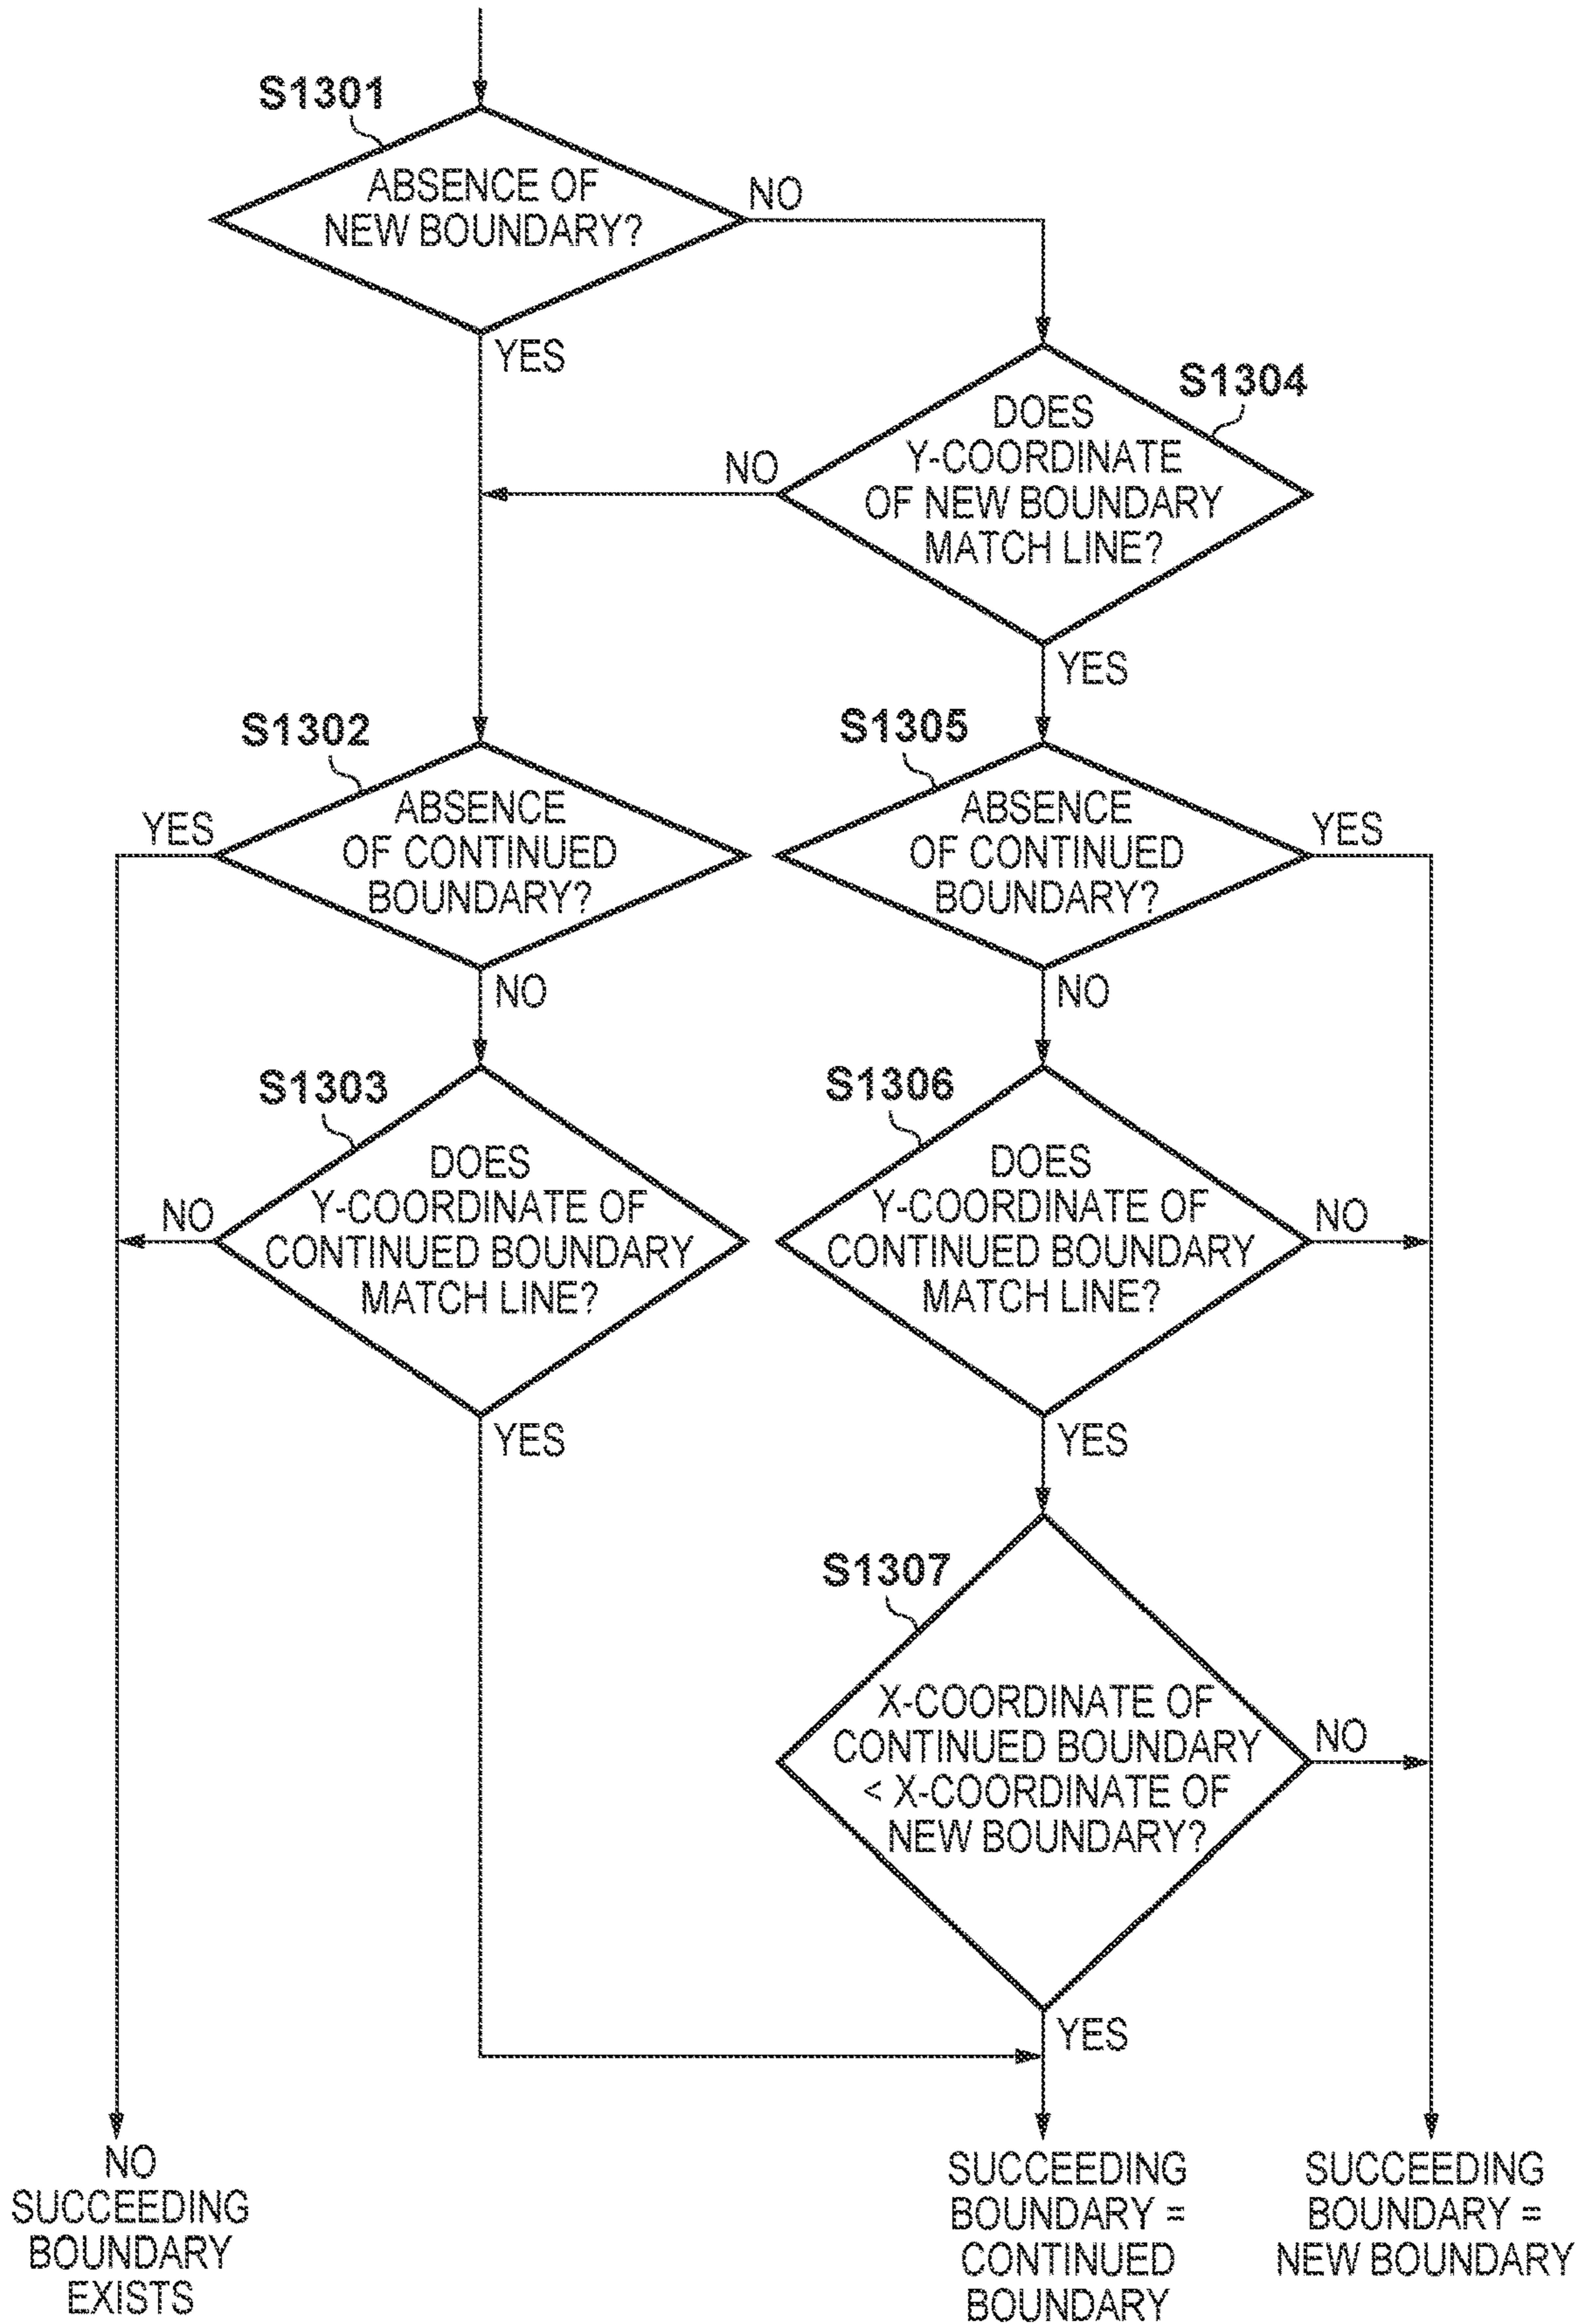 S1301
ABSENCE OF
NEW BOUNDARY?
NO
YES
S1304
DOES
Y-COORDINATE
OF NEW BOUNDARY
MATCH LINE?
NO
YES
S1302
ABSENCE
OF CONTINUED
BOUNDARY?
YES
NO
S1305
ABSENCE
OF CONTINUED
BOUNDARY?
YES
NO
S1303
DOES
Y-COORDINATE OF
CONTINUED BOUNDARY
MATCH LINE?
NO
YES
S1306
DOES
Y-COORDINATE OF
CONTINUED BOUNDARY
MATCH LINE?
NO
YES
S1307
X-COORDINATE OF
CONTINUED BOUNDARY
< X-COORDINATE OF
NEW BOUNDARY?
NO
YES
NO
SUCCEEDING
BOUNDARY
EXISTS
SUCCEEDING
BOUNDARY =
CONTINUED
BOUNDARY
SUCCEEDING
BOUNDARY =
NEW BOUNDARY